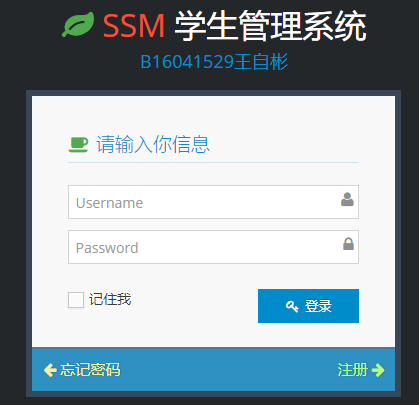 SSM 学生管理系统
B16041529王自彬
请输入你信息
Username
Password
记住我
登录
忘记密码
注册